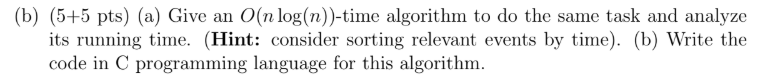 (b) (5+5 pts) (a) Give an O(n log(n))-time algorithm to do the same task and analyze
its running time. (Hint: consider sorting relevant events by time). (b) Write the
code in C programming language for this algorithm.